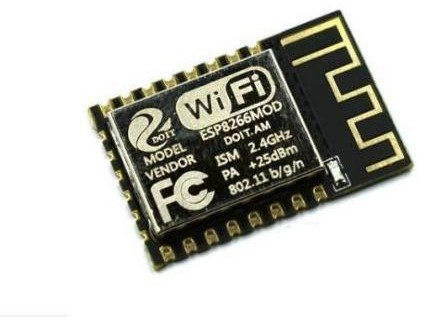 WiFi
DOIT
ESP8266MOD
DOIT.AM
MODEL
VENDOR
ISM 2.4GHz
PA +25dBm
802.11 b/g/n
FC